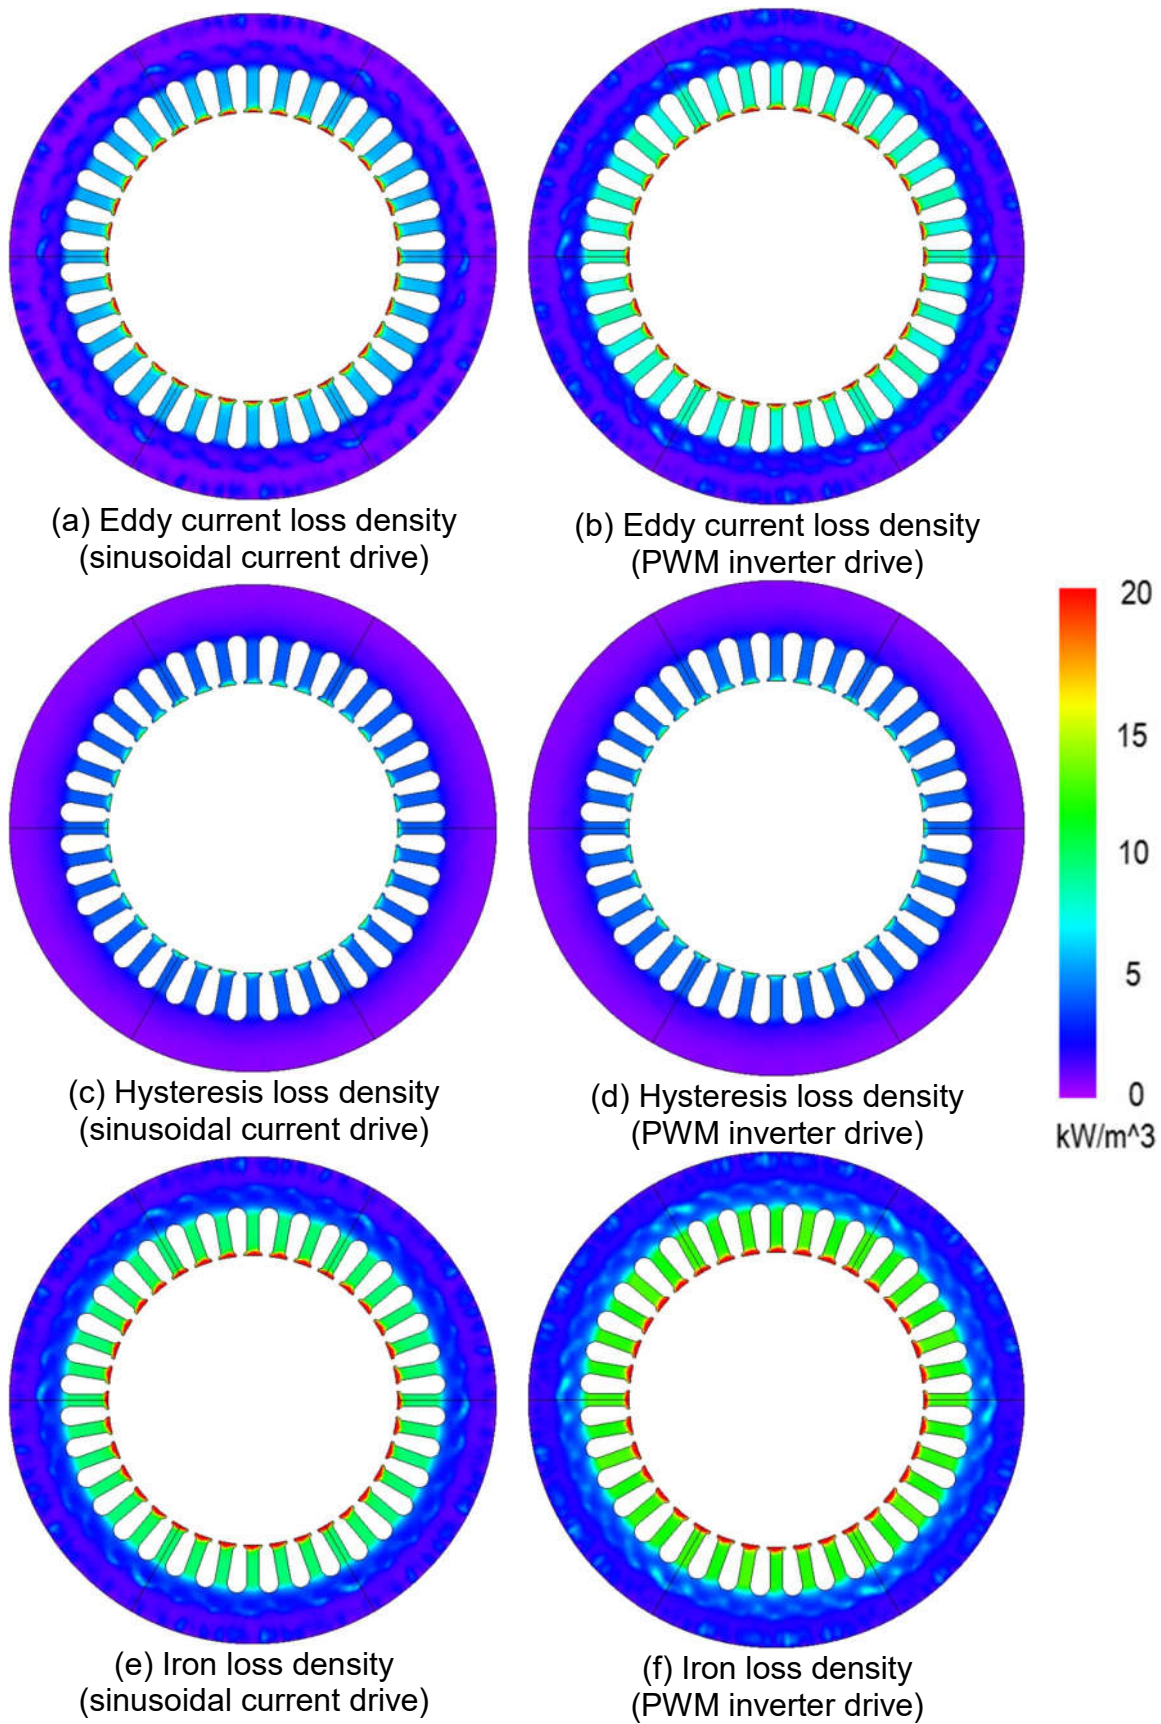 (a) Eddy current loss density
(sinusoidal current drive)
(b) Eddy current loss density
(PWM inverter drive)
(c) Hysteresis loss density
(sinusoidal current drive)
(d) Hysteresis loss density
(PWM inverter drive)
20
15
10
5
0
kW/m^3
(e) Iron loss density
(sinusoidal current drive)
(f) Iron loss density
(PWM inverter drive)